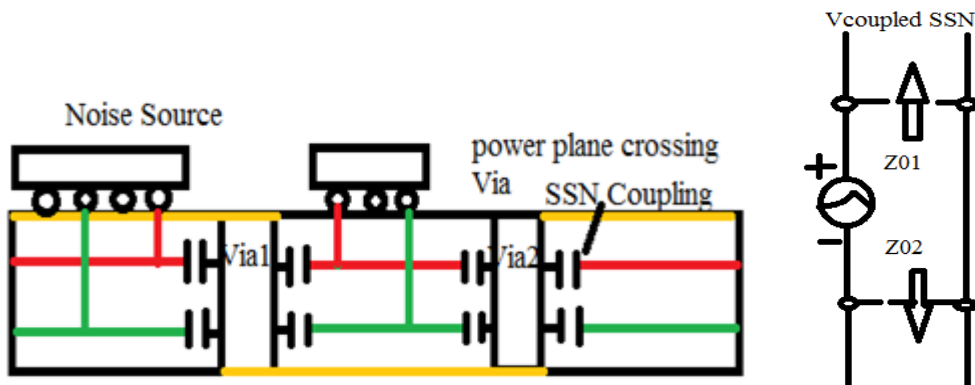 Noise Source
power plane crossing
Via
SSN Coupling
Via1
Via2
Vcoupled SSN
Z01
+
Z02
-